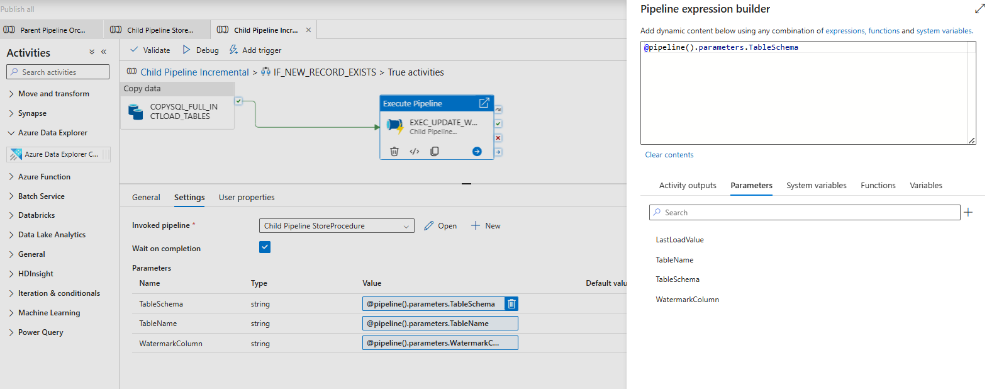 Publish all
Parent Pipeline Orc...
Child Pipeline Store...
Child Pipeline Incr...
Activities
Search activities
Move and transform
Synapse
Azure Data Explorer
Azure Data Explorer C...
Azure Function
Batch Service
Databricks
Data Lake Analytics
General
HDInsight
Iteration & conditionals
Machine Learning
Power Query
Validate
Debug
Add trigger
Child Pipeline Incremental > IF_NEW_RECORD_EXISTS > True activities
Copy data
COPYSQL_FULL_IN
CTLOAD_TABLES
Execute Pipeline
EXEC_UPDATE_W...
Child Pipeline...
General Settings User properties
Invoked pipeline *
Child Pipeline StoreProcedure
Open
New
Wait on completion
Parameters
Name Type Value Default valu
TableSchema string @pipeline().parameters.TableSchema
TableName string @pipeline().parameters.TableName
WatermarkColumn string @pipeline().parameters.WatermarkC...
Pipeline expression builder
Add dynamic content below using any combination of expressions, functions and system variables.
@pipeline().parameters.TableSchema
Clear contents
Activity outputs Parameters System variables Functions Variables
Search
LastLoadValue
TableName
TableSchema
WatermarkColumn